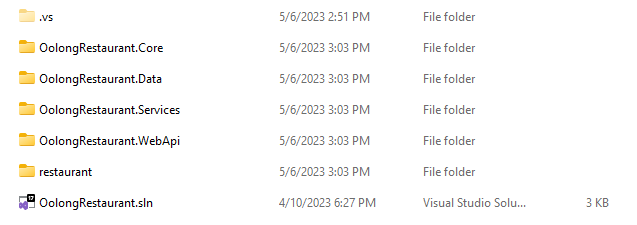 .vs 5/6/2023 2:51 PM File folder
OolongRestaurant.Core 5/6/2023 3:03 PM File folder
OolongRestaurant.Data 5/6/2023 3:03 PM File folder
OolongRestaurant.Services 5/6/2023 3:03 PM File folder
OolongRestaurant.WebApi 5/6/2023 3:03 PM File folder
restaurant 5/6/2023 3:03 PM File folder
OolongRestaurant.sln 4/10/2023 6:27 PM Visual Studio Solu... 3 KB